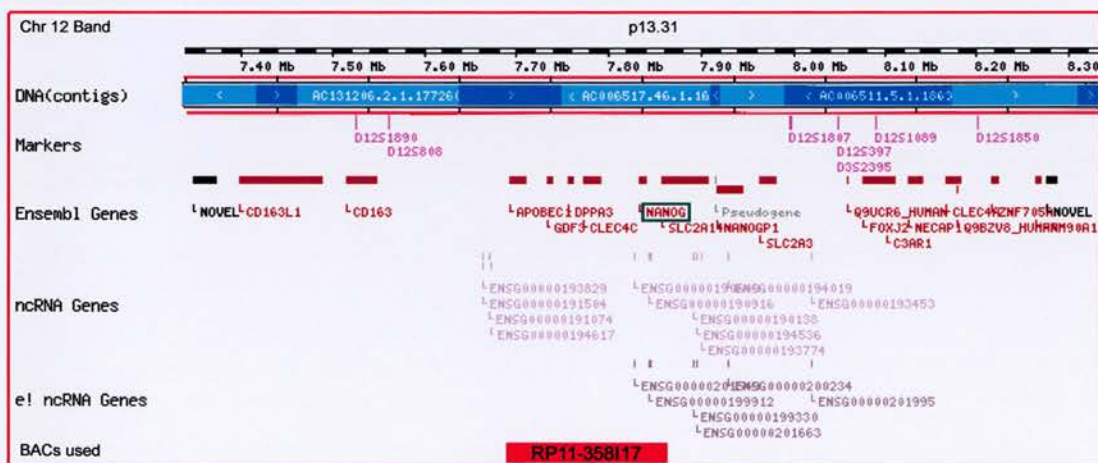 Chr 12 Band p13.31
7.40 Mb 7.50 Mb 7.60 Mb 7.70 Mb 7.80 Mb 7.90 Mb 8.00 Mb 8.10 Mb 8.20 Mb 8.30
DNA(contigs) < > AC131206.2.1.17726( > < AC006517.46.1.16 < > < AC006511.5.1.1863 > >
Markers D12S1890 D12S1807 D12S1089 D12S1850
D12S808 D12S397
D3S2395
Ensembl Genes NOVEL CD163L1 CD163 APOBEC1 DPPA3 NANOG Pseudogene Q9UCR6_HUMAN CLEC4 ZNF705A NOVEL
GDF3 CLEC4C SLC2A14 NANOGP1 FOXJ2 NECAP1 Q9BZV8_HUMAN
SLC2A3 C3AR1
ncRNA Genes ENSG00000193829 ENSG00000194019
ENSG00000191504 ENSG00000190916 ENSG00000193453
ENSG00000191074 ENSG00000190138
ENSG00000194617 ENSG00000194536
ENSG00000193774
e! ncRNA Genes ENSG00000200234
ENSG00000199912 ENSG00000201995
ENSG00000199330
ENSG00000201663
BACs used RP11-358I17